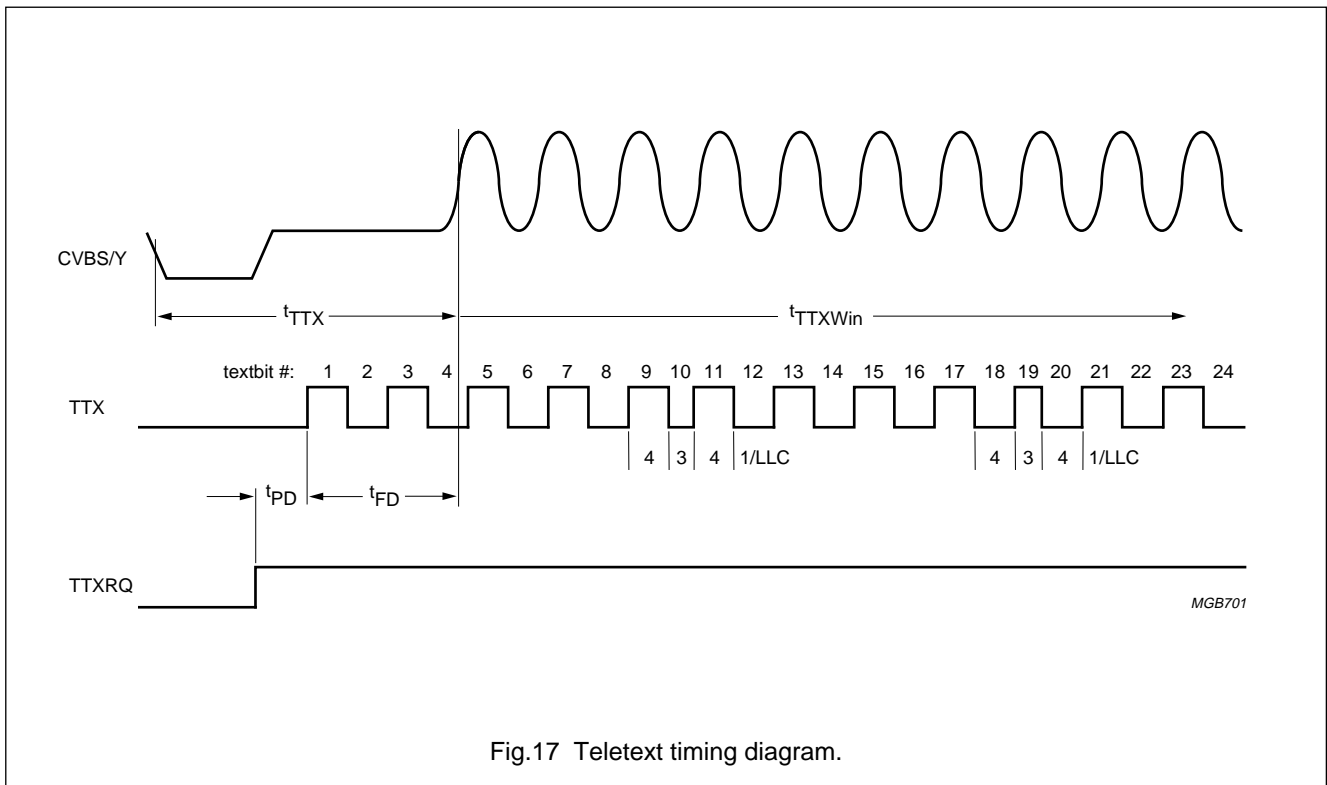 CVBS/Y
tTTX
tTTXWin
textbit #: 1 2 3 4 5 6 7 8 9 10 11 12 13 14 15 16 17 18 19 20 21 22 23 24
TTX
4 3 4 1/LLC 4 3 4 1/LLC
tPD tFD
TTXRQ
MGB701
Fig.17 Teletext timing diagram.